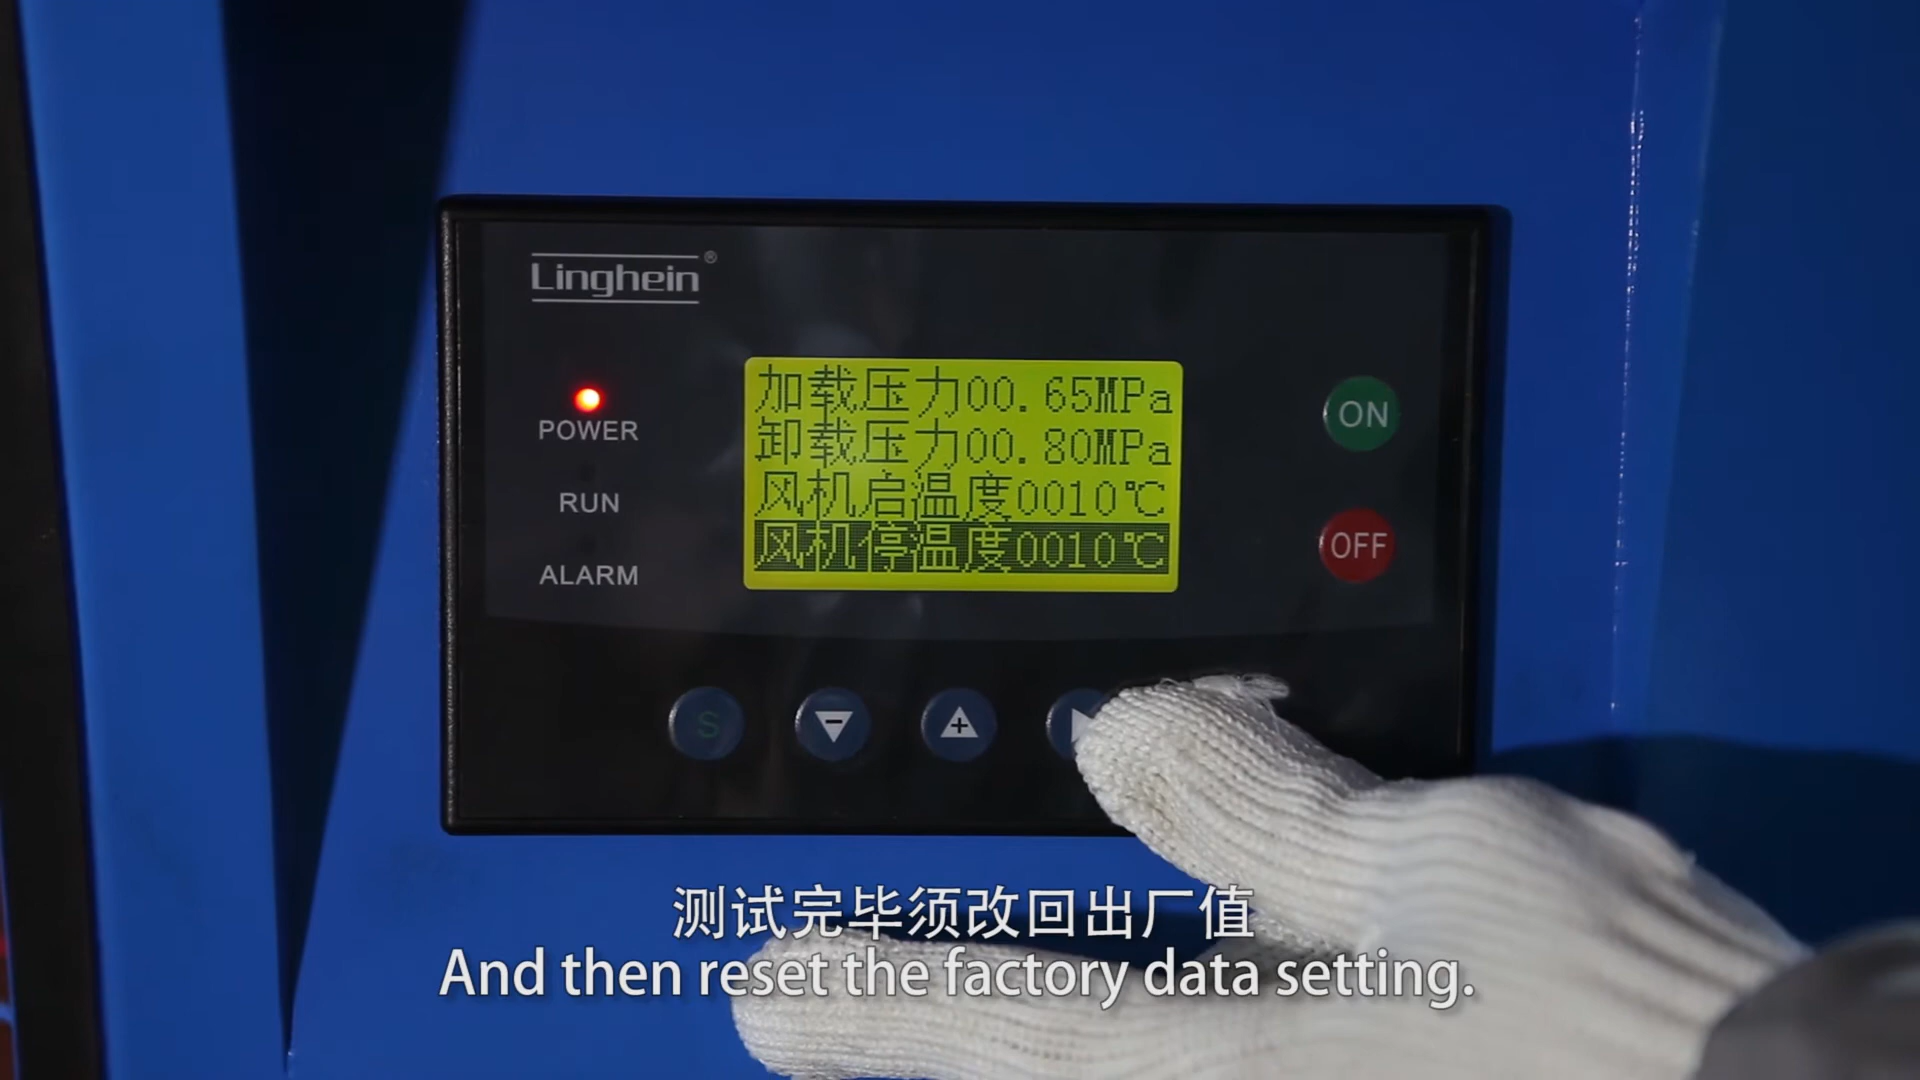 Linghein®
POWER
RUN
ALARM
加载压力00.65MPa
卸载压力00.80MPa
风机启温度0010℃
风机停温度0010℃
ON
OFF
S
测试完毕须改回出厂值
And then reset the factory data setting.